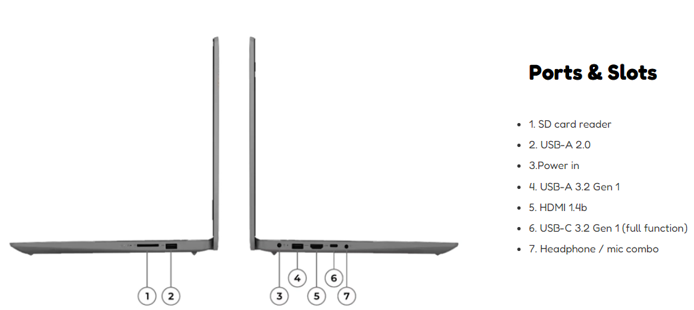 Ports & Slots
1. SD card reader
2. USB-A 2.0
3.Power in
4. USB-A 3.2 Gen 1
5. HDMI 1.4b
6. USB-C 3.2 Gen 1 (full function)
7. Headphone / mic combo
1 2 3 4 5 6 7